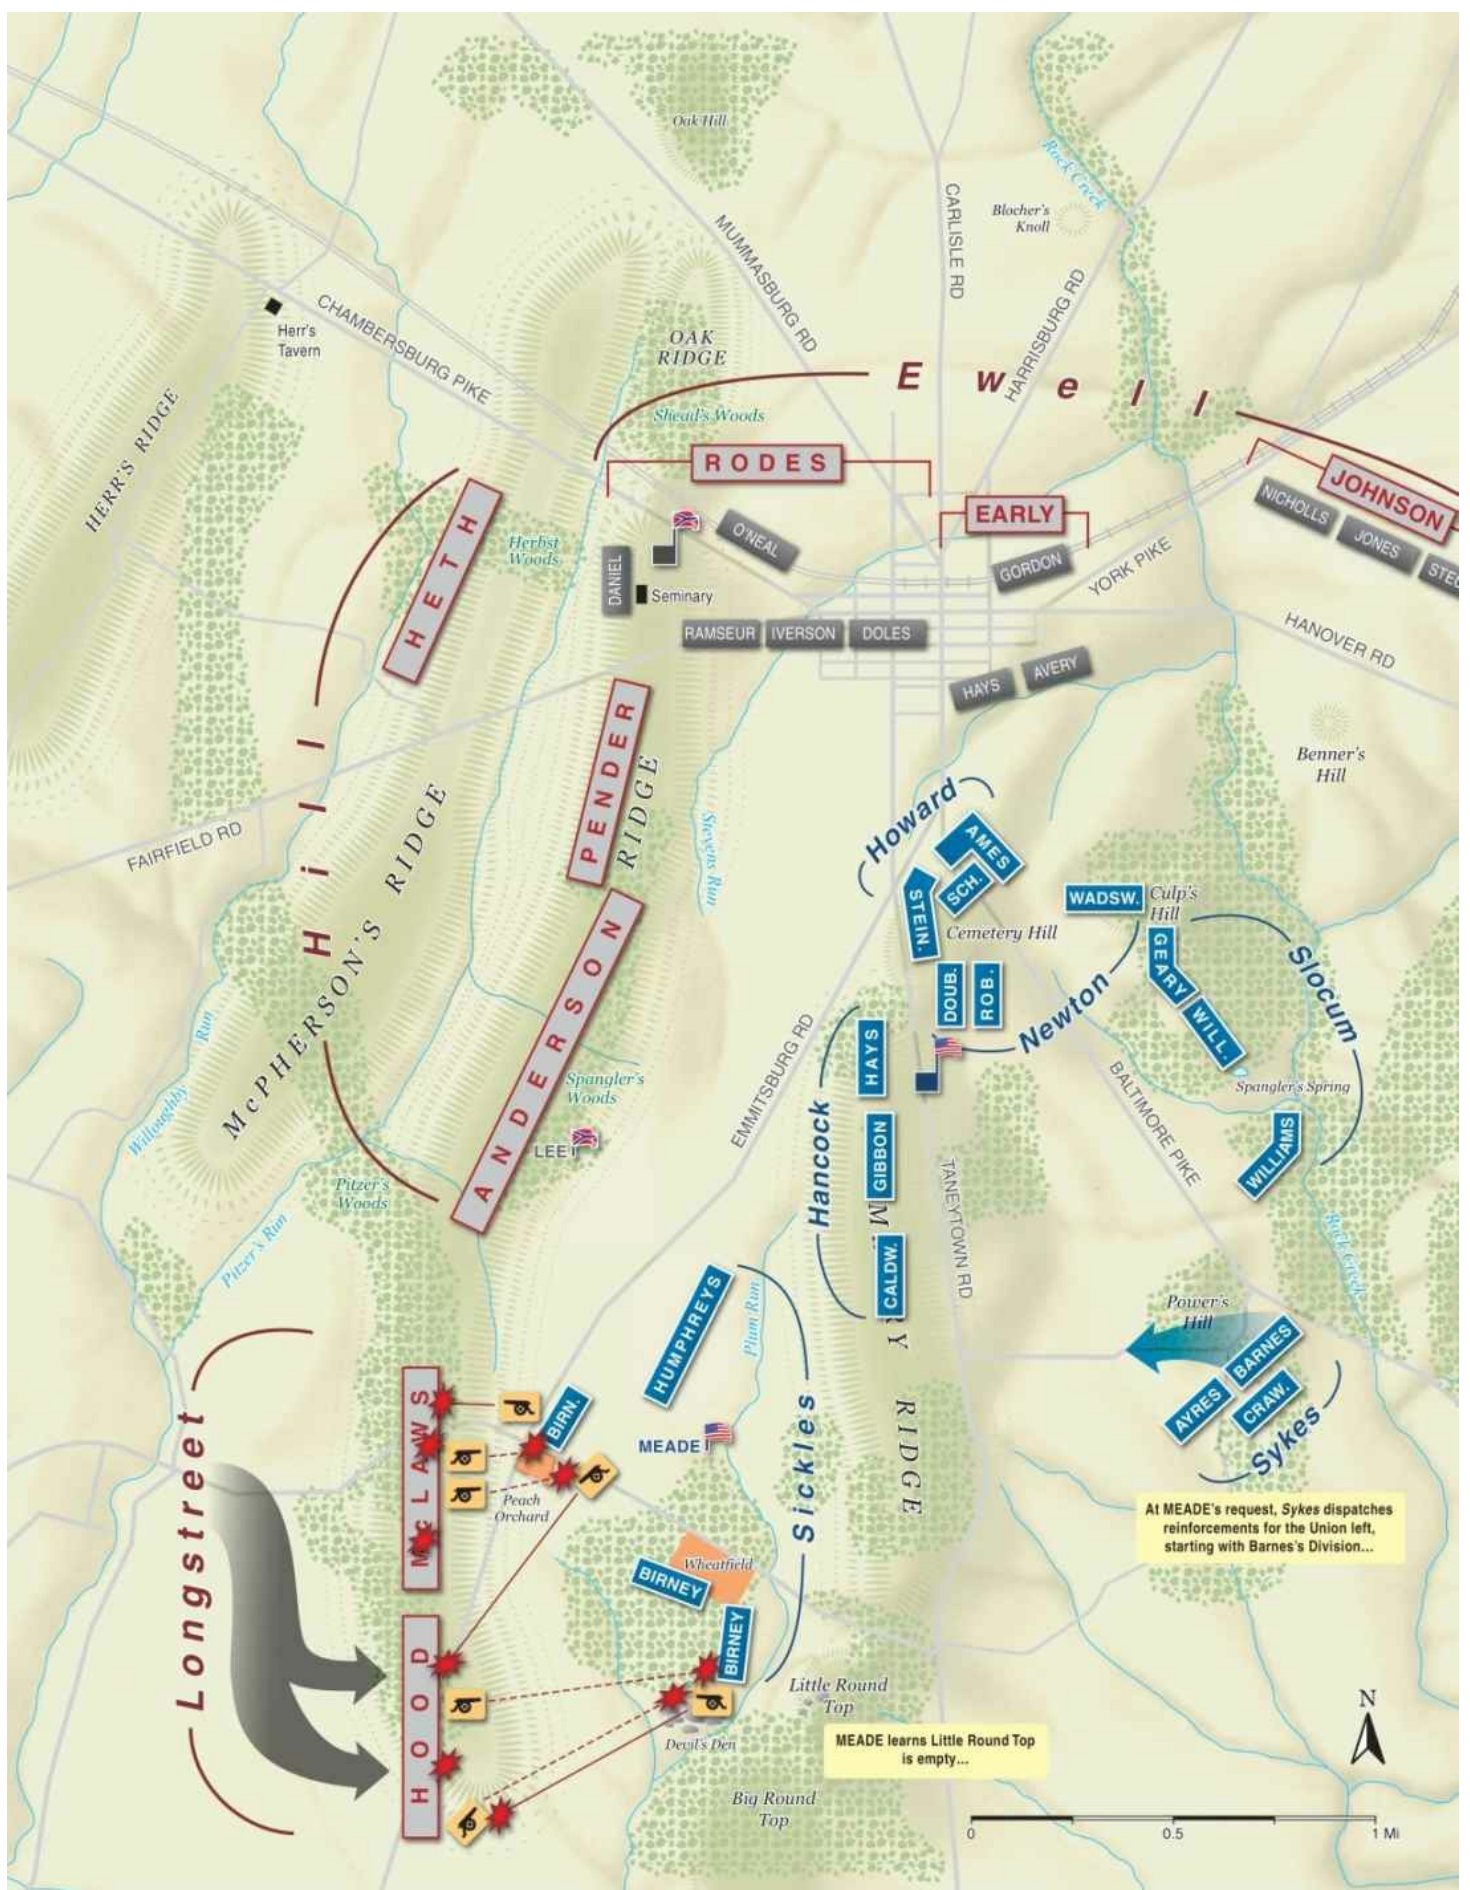 Oak Hill
Rock Creek
Blocher's
Knoll
CARLISLE RD
MUMMASBURG RD
HARRISBURG RD
Herr's
Tavern
CHAMBERSBURG PIKE
OAK
RIDGE
HERR'S RIDGE
Shead's Woods
Ewell
RODES
EARLY
JOHNSON
NICHOLLS
JONES
HETH
Herbst
Woods
O'NEAL
DANIEL
Seminary
GORDON
YORK PIKE
RAMSEUR
IVERSON
DOLES
HANOVER RD
HAYS
AVERY
PENDER
RIDGE
Benner's
Hill
Hill
FAIRFIELD RD
McPHERSON'S RIDGE
Stevens Run
Howard
AMES
SCH.
STEIN.
Cemetery Hill
WADSW.
Culp's
Hill
GEARY
WILL.
Slocum
DOUB.
ROB.
Newton
ANDERSON
Willoughby Run
Spangler's
Woods
LEE
EMMITSBURG RD
HAYS
Hancock
GIBBON
CALDW.
BALTIMORE PIKE
Spangler's Spring
WILLIAMS
TANEYTOWN RD
Pitzer's
Woods
Pitzer's Run
Rock Creek
HUMPHREYS
Plum Run
M
RY
RIDGE
Power's
Hill
BARNES
AYRES
CRAW.
Sykes
Longstreet
McLAWS
BIRN.
MEADE
Sickles
Peach
Orchard
At MEADE's request, Sykes dispatches
reinforcements for the Union left,
starting with Barnes's Division...
Wheatfield
BIRNEY
BIRNEY
HOOD
Little Round
Top
Devil's Den
MEADE learns Little Round Top
is empty...
Big Round
Top
N
0 0.5 1 Mi